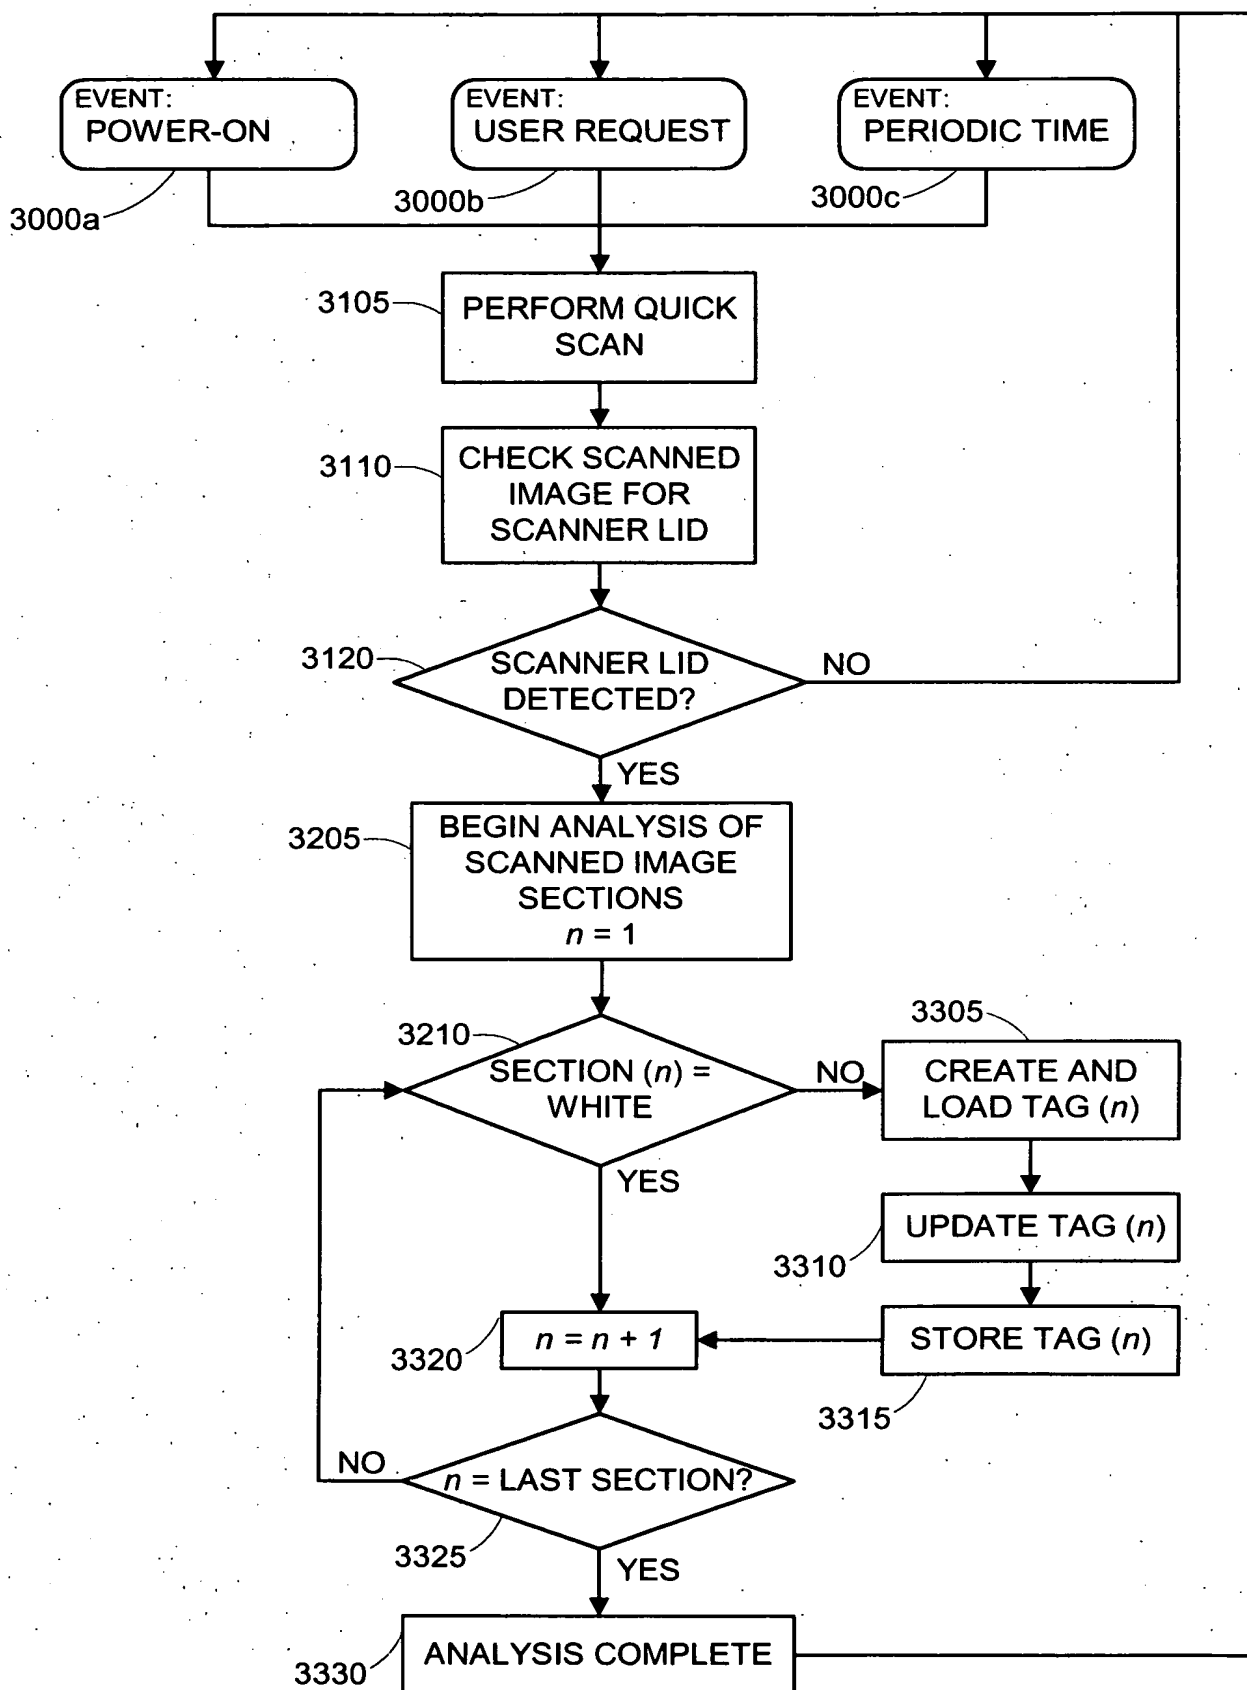 EVENT:
POWER-ON
EVENT:
USER REQUEST
EVENT:
PERIODIC TIME
3000a
3000b
3000c
3105
PERFORM QUICK
SCAN
3110
CHECK SCANNED
IMAGE FOR
SCANNER LID
3120
SCANNER LID
DETECTED?
NO
YES
3205
BEGIN ANALYSIS OF
SCANNED IMAGE
SECTIONS
n = 1
3210
SECTION (n) =
WHITE
NO
YES
3305
CREATE AND
LOAD TAG (n)
UPDATE TAG (n)
3310
3320
n = n + 1
STORE TAG (n)
3315
NO
n = LAST SECTION?
3325
YES
3330
ANALYSIS COMPLETE